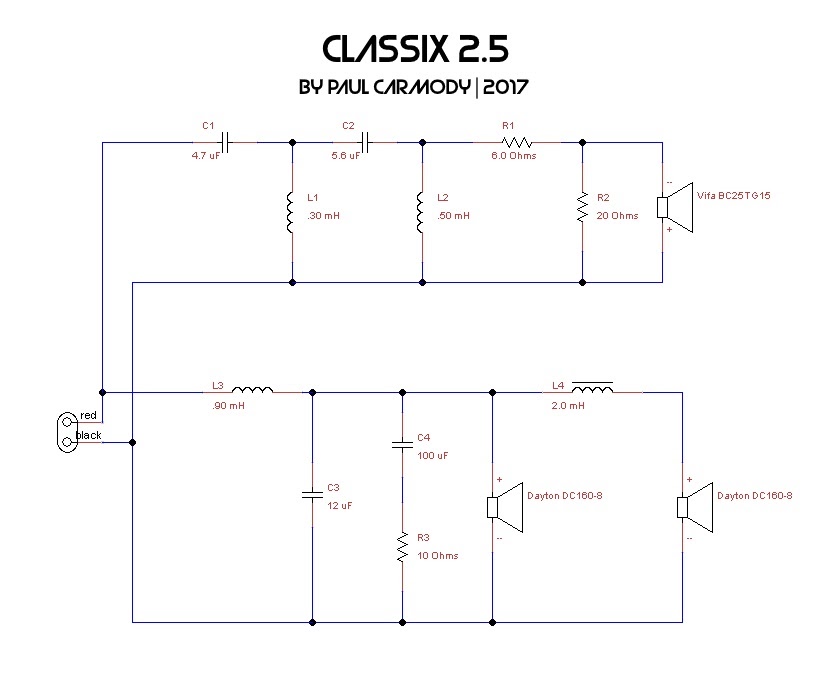 CLASSIX 2.5
BY PAUL CARMODY | 2017
C1
4.7 uF
C2
5.6 uF
R1
6.0 Ohms
L1
.30 mH
L2
.50 mH
R2
20 Ohms
--
+
Vifa BC25TG15
L3
.90 mH
L4
2.0 mH
red
black
C4
100 uF
C3
12 uF
R3
10 Ohms
+
--
Dayton DC160-8
+
--
Dayton DC160-8